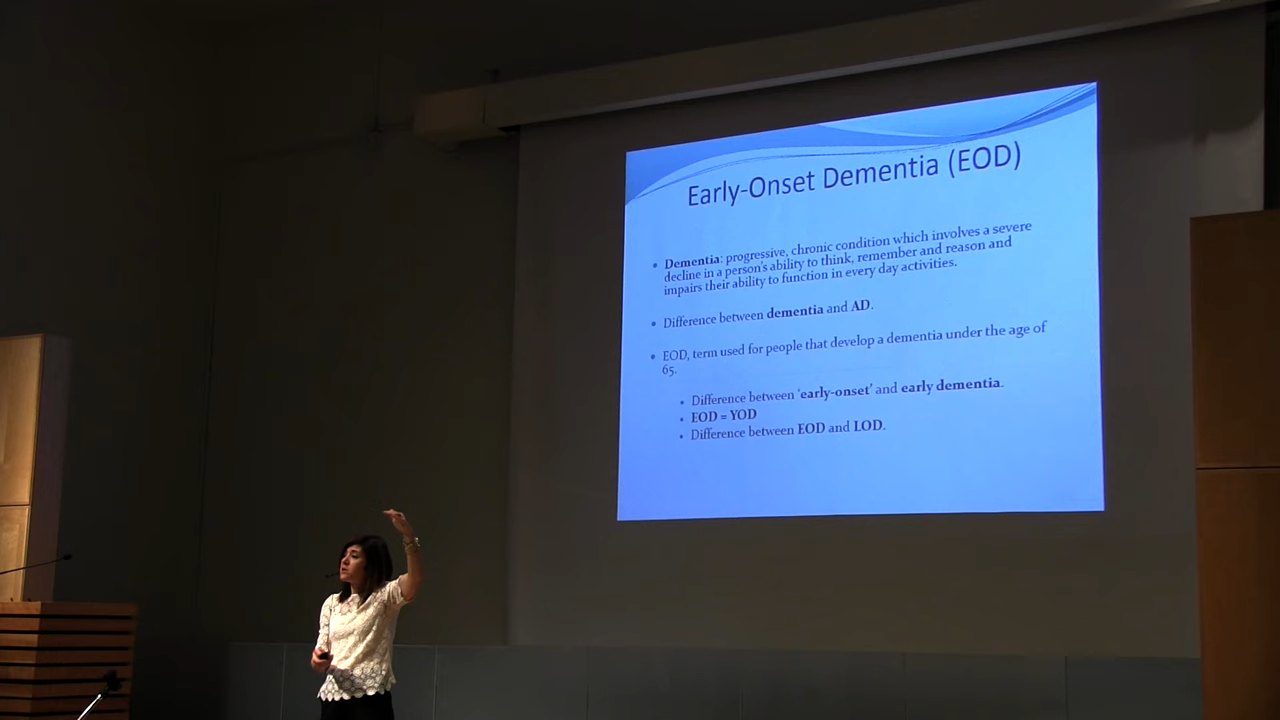 Early-Onset Dementia (EOD)
• Dementia: progressive, chronic condition which involves a severe
decline in a person's ability to think, remember and reason and
impairs their ability to function in every day activities.
• Difference between dementia and AD.
• EOD, term used for people that develop a dementia under the age of
65.
• Difference between 'early-onset' and early dementia.
• EOD = YOD
• Difference between EOD and LOD.